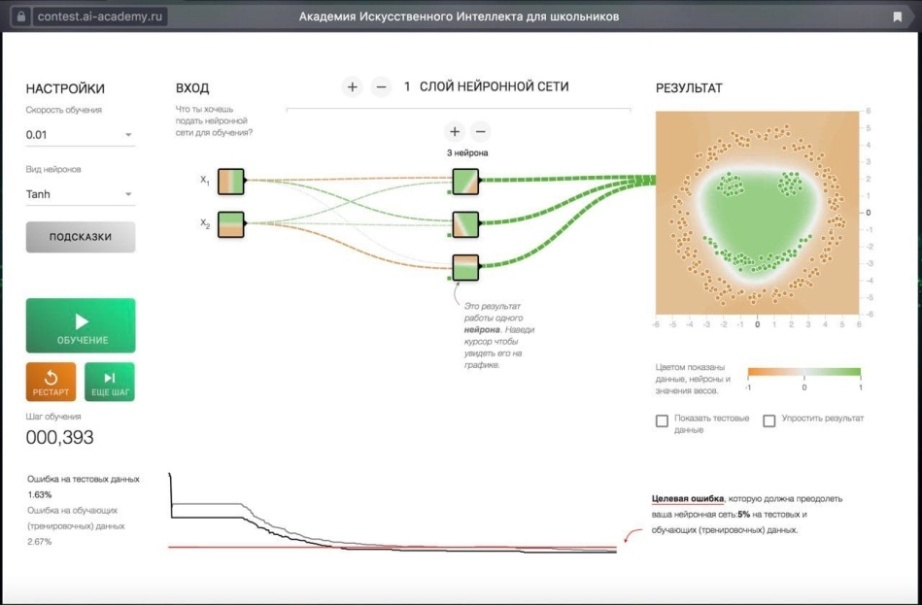 contest.ai-academy.ru
Академия Искусственного Интеллекта для школьников
НАСТРОЙКИ
Скорость обучения
0.01
Вид нейронов
Tanh
ПОДСКАЗКИ
ОБУЧЕНИЕ
РЕСТАРТ
ЕЩЕ ШАГ
Шаг обучения
000,393
ВХОД
Что ты хочешь
подать нейронной
сети для обучения?
X1
X2
+ − 1 СЛОЙ НЕЙРОННОЙ СЕТИ
+ −
3 нейрона
Это результат
работы одного
нейрона. Наведи
курсор чтобы
увидеть его на
графике.
РЕЗУЛЬТАТ
6
5
4
3
2
1
0
-1
-2
-3
-4
-5
-6
-6 -5 -4 -3 -2 -1 0 1 2 3 4 5 6
Цветом показаны
данные, нейроны и
значения весов.
-1 0 1
Показать тестовые
данные
Упростить результат
Ошибка на тестовых данных
1.63%
Ошибка на обучающих
(тренировочных) данных
2.67%
Целевая ошибка, которую должна преодолеть
ваша нейронная сеть:5% на тестовых и
обучающих (тренировочных) данных.